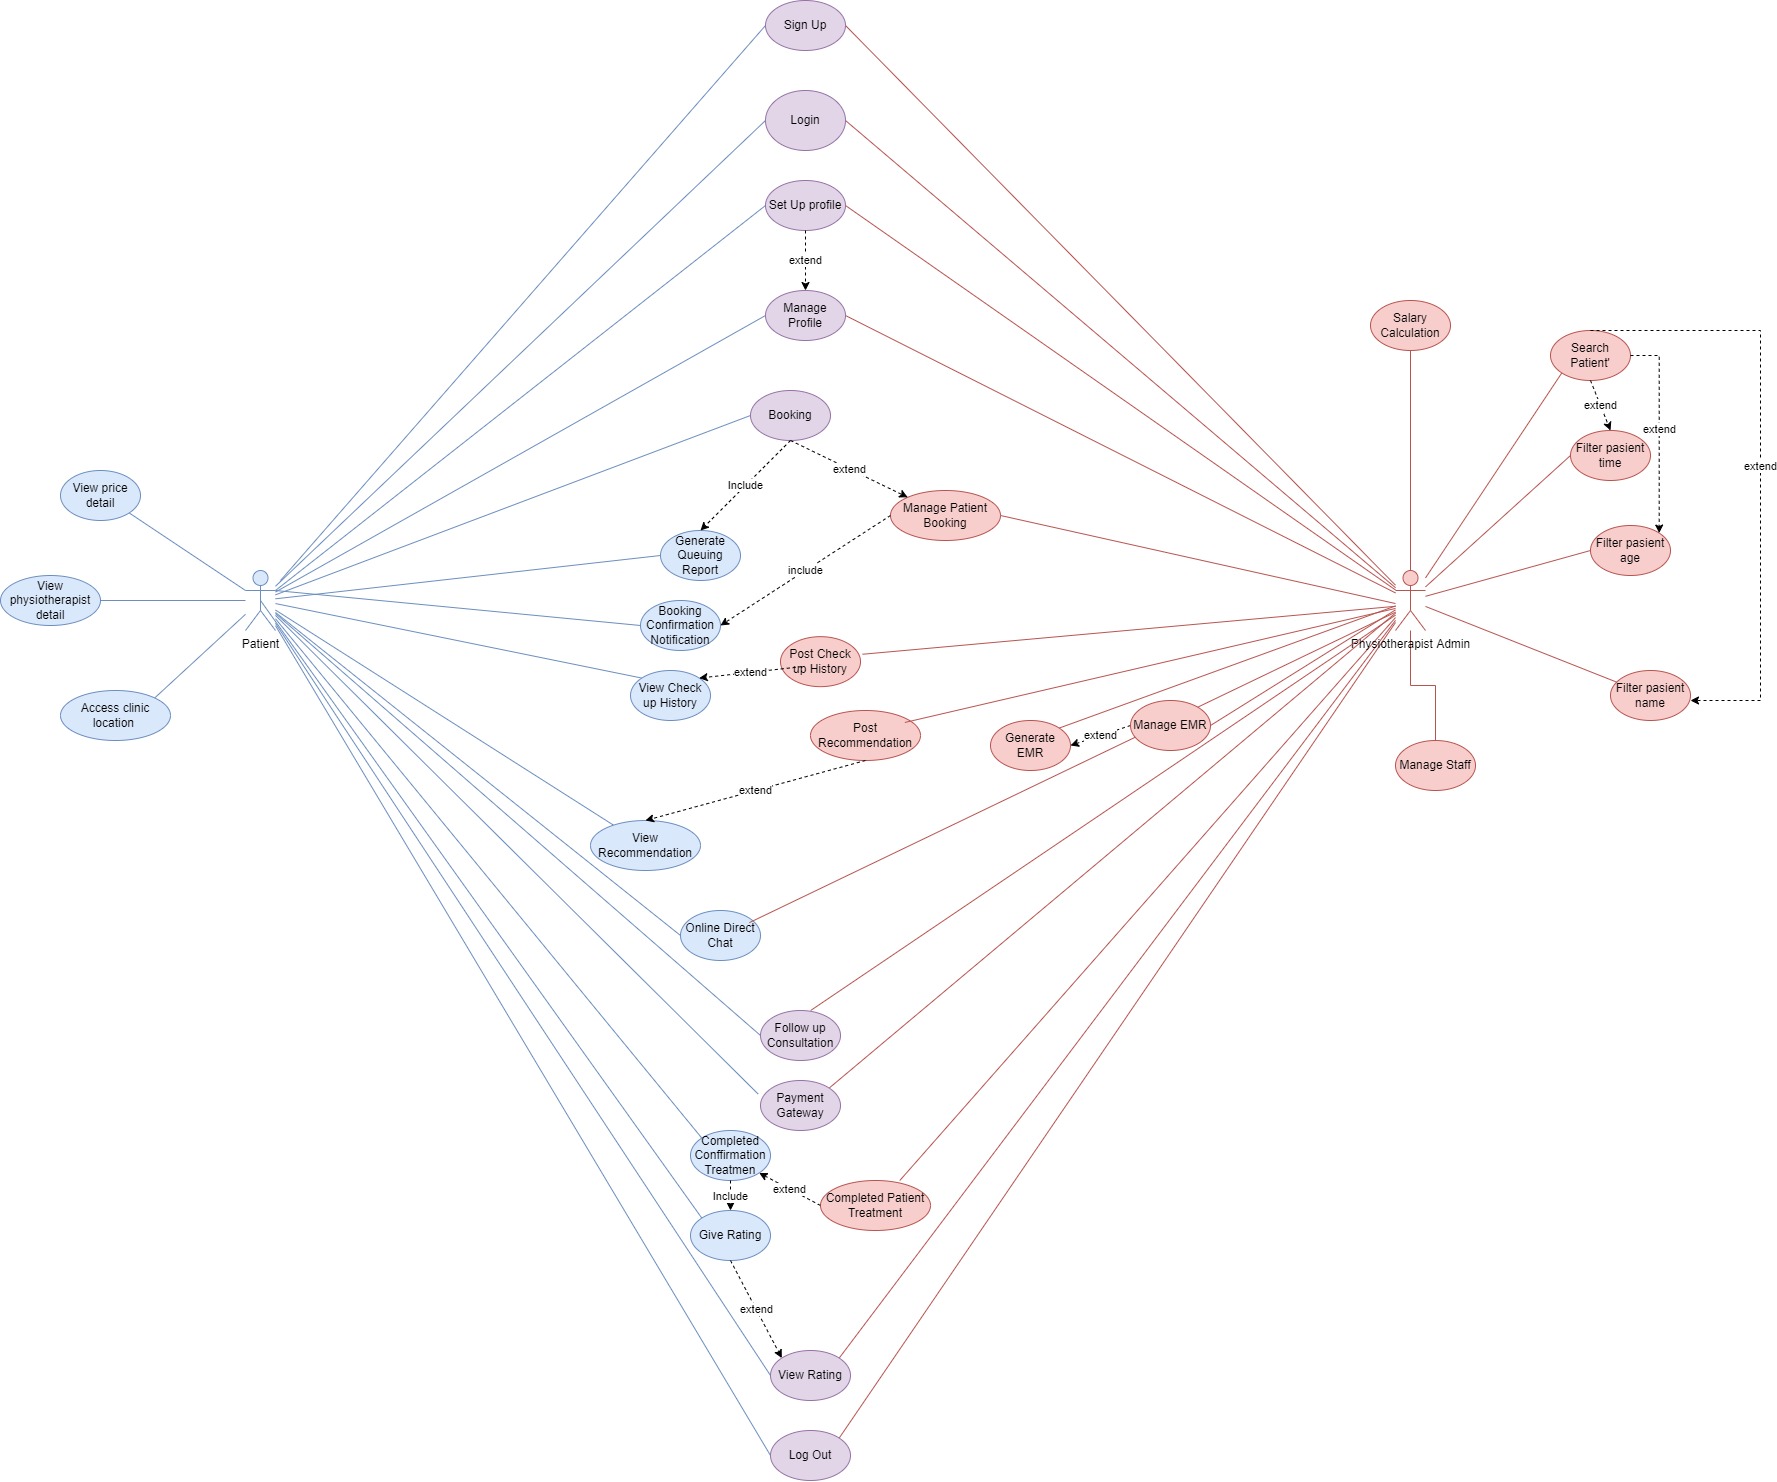 Sign Up
Login
Set Up profile
extend
Manage
Profile
Salary
Calculation
Search
Patient'
extend
extend
extend
Filter pasient
time
Filter pasient
age
Filter pasient
name
Booking
Include
extend
Manage Patient
Booking
View price
detail
Generate
Queuing
Report
include
View
physiotherapist
detail
Booking
Confirmation
Notification
Patient
Physiotherapist Admin
Post Check
up History
extend
View Check
up History
Access clinic
location
Post
Recommendation
Generate
EMR
extend
Manage EMR
Manage Staff
extend
View
Recommendation
Online Direct
Chat
Follow up
Consultation
Payment
Gateway
Completed
Conffirmation
Treatmen
extend
Include
Completed Patient
Treatment
Give Rating
extend
View Rating
Log Out